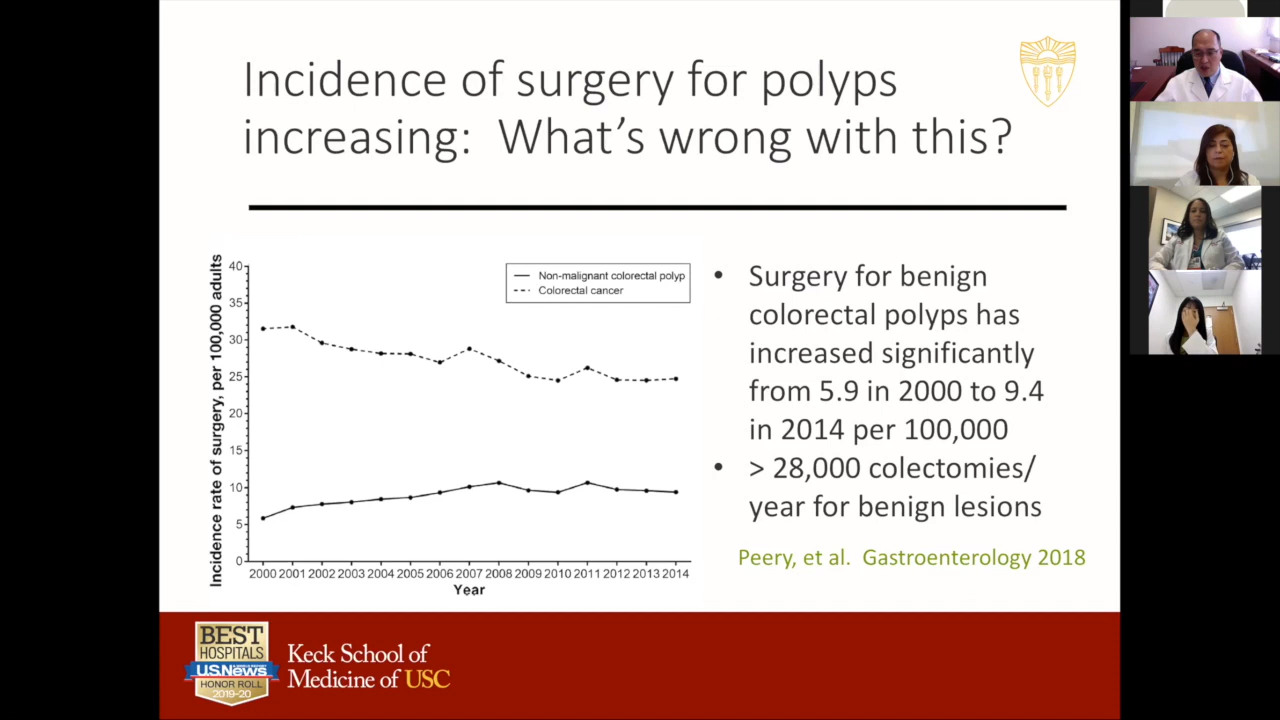 Incidence of surgery for polyps
increasing: What's wrong with this?
Incidence rate of surgery, per 100,000 adults
40
35
30
25
20
15
10
5
0
Non-malignant colorectal polyp
Colorectal cancer
2000 2001 2002 2003 2004 2005 2006 2007 2008 2009 2010 2011 2012 2013 2014
Year
• Surgery for benign
colorectal polyps has
increased significantly
from 5.9 in 2000 to 9.4
in 2014 per 100,000
• > 28,000 colectomies/
year for benign lesions
Peery, et al. Gastroenterology 2018
BEST
HOSPITALS
U.S.News
& WORLD REPORT
HONOR ROLL
2019-20
Keck School of
Medicine of USC